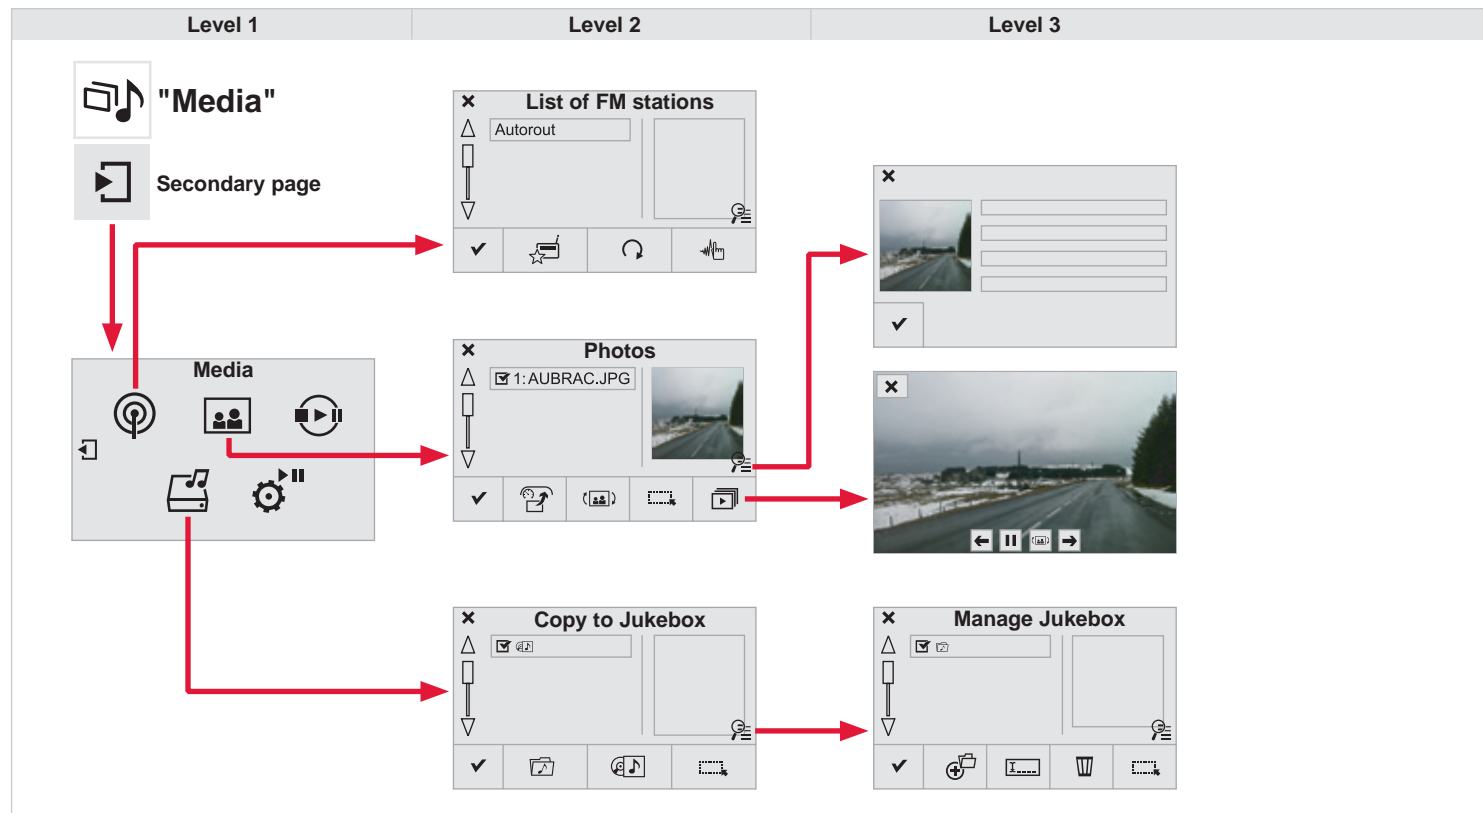 Level 1
Level 2
Level 3
"Media"
Secondary page
List of FM stations
Autorout
Media
Photos
1: AUBRAC.JPG
Copy to Jukebox
Manage Jukebox